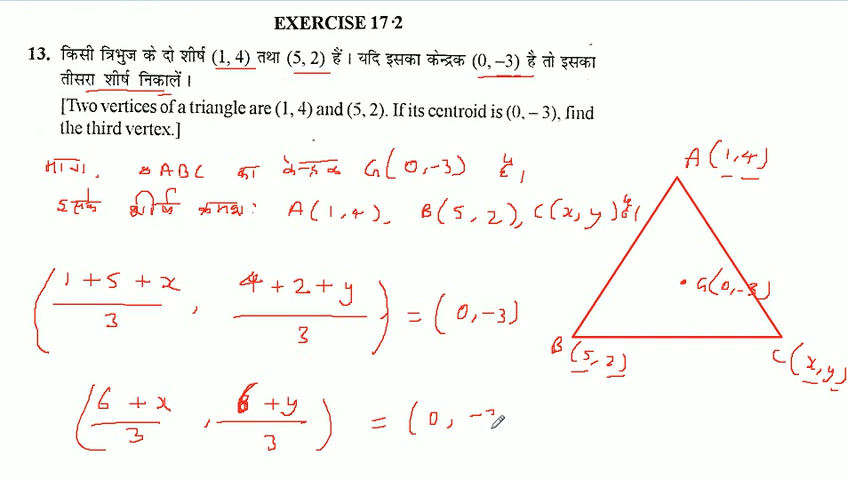 EXERCISE 17·2
13. किसी त्रिभुज के दो शीर्ष (1, 4) तथा (5, 2) हैं। यदि इसका केन्द्रक (0, –3) है तो इसका
तीसरा शीर्ष निकालें।
[Two vertices of a triangle are (1, 4) and (5, 2). If its centroid is (0, – 3), find
the third vertex.]
माना, ΔABC का केन्द्रक G(0,-3) है।
इसके शीर्ष क्रमशः A(1,4), B(5,2), C(x,y) है।
((1+5+x)/3, (4+2+y)/3) = (0,-3)
((6+x)/3, (6+y)/3) = (0, -3
A(1,4)
G(0,-3)
B(5,2)
C(x,y)